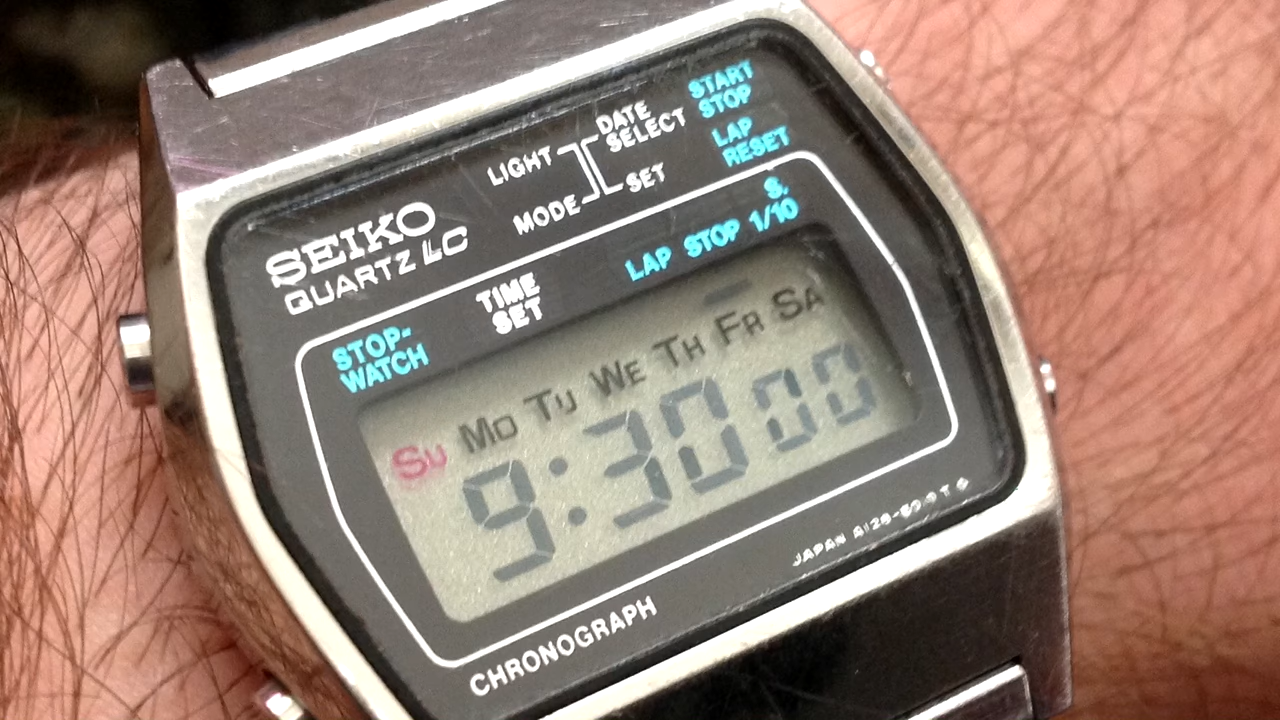 START
STOP
DATE
SELECT
LAP
RESET
LIGHT
SET
MODE
SEIKO
QUARTZ LC
S.
LAP STOP 1/10
TIME
SET
STOP-
WATCH
SU MO TU WE TH FR SA
9:30 00
CHRONOGRAPH
JAPAN